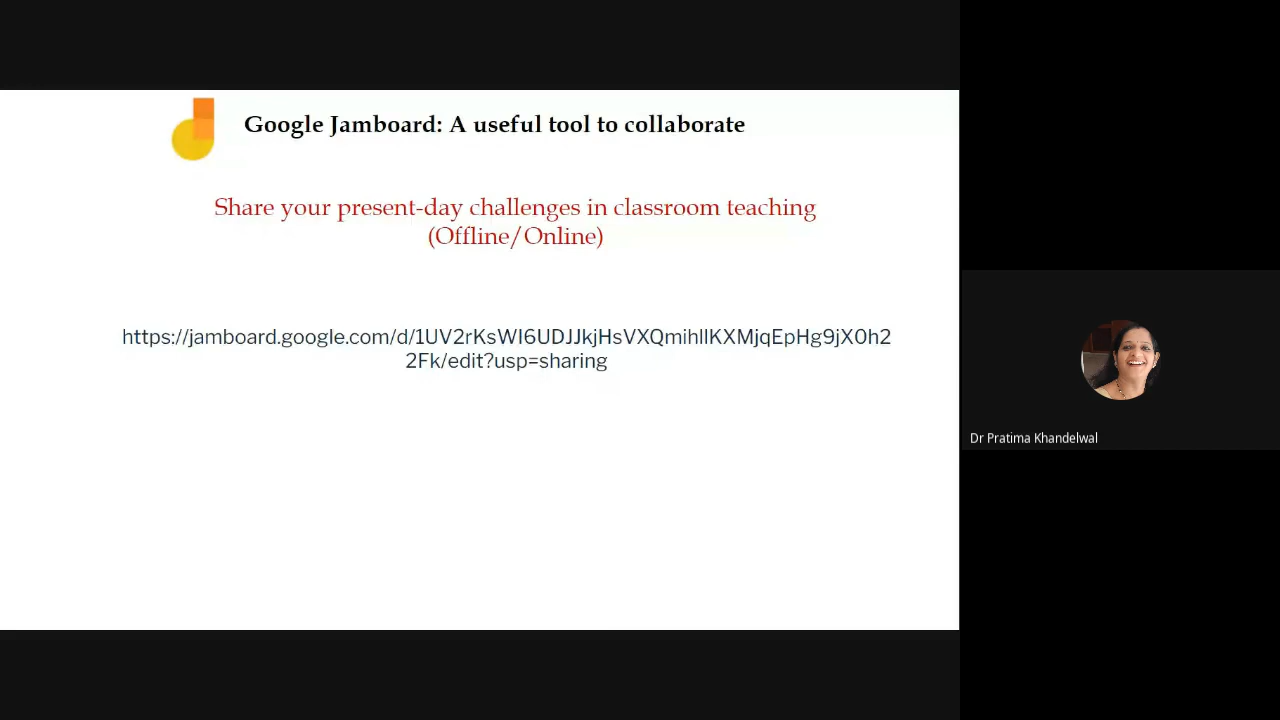 Google Jamboard: A useful tool to collaborate
Share your present-day challenges in classroom teaching
(Offline/Online)
https://jamboard.google.com/d/1UV2rKsWI6UDJJkjHsVXQmihllKXMjqEpHg9jX0h2
2Fk/edit?usp=sharing
Dr Pratima Khandelwal